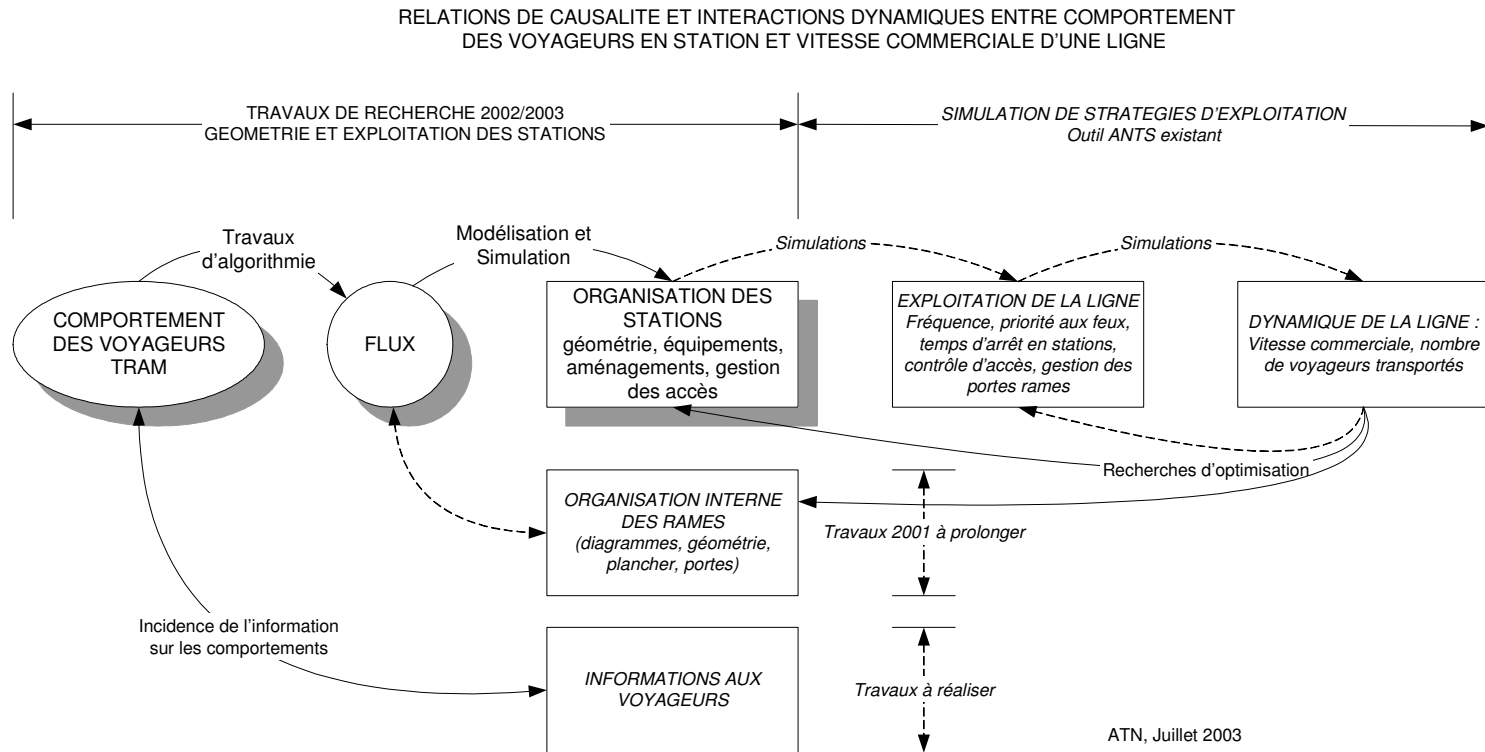 RELATIONS DE CAUSALITE ET INTERACTIONS DYNAMIQUES ENTRE COMPORTEMENT
DES VOYAGEURS EN STATION ET VITESSE COMMERCIALE D'UNE LIGNE
TRAVAUX DE RECHERCHE 2002/2003
GEOMETRIE ET EXPLOITATION DES STATIONS
SIMULATION DE STRATEGIES D'EXPLOITATION
Outil ANTS existant
Travaux
d'algorithmie
Modélisation et
Simulation
Simulations
Simulations
COMPORTEMENT
DES VOYAGEURS
TRAM
FLUX
ORGANISATION DES
STATIONS
géométrie, équipements,
aménagements, gestion
des accès
EXPLOITATION DE LA LIGNE
Fréquence, priorité aux feux,
temps d'arrêt en stations,
contrôle d'accès, gestion des
portes rames
DYNAMIQUE DE LA LIGNE :
Vitesse commerciale, nombre
de voyageurs transportés
Recherches d'optimisation
ORGANISATION INTERNE
DES RAMES
(diagrammes, géométrie,
plancher, portes)
Travaux 2001 à prolonger
Incidence de l'information
sur les comportements
INFORMATIONS AUX
VOYAGEURS
Travaux à réaliser
ATN, Juillet 2003